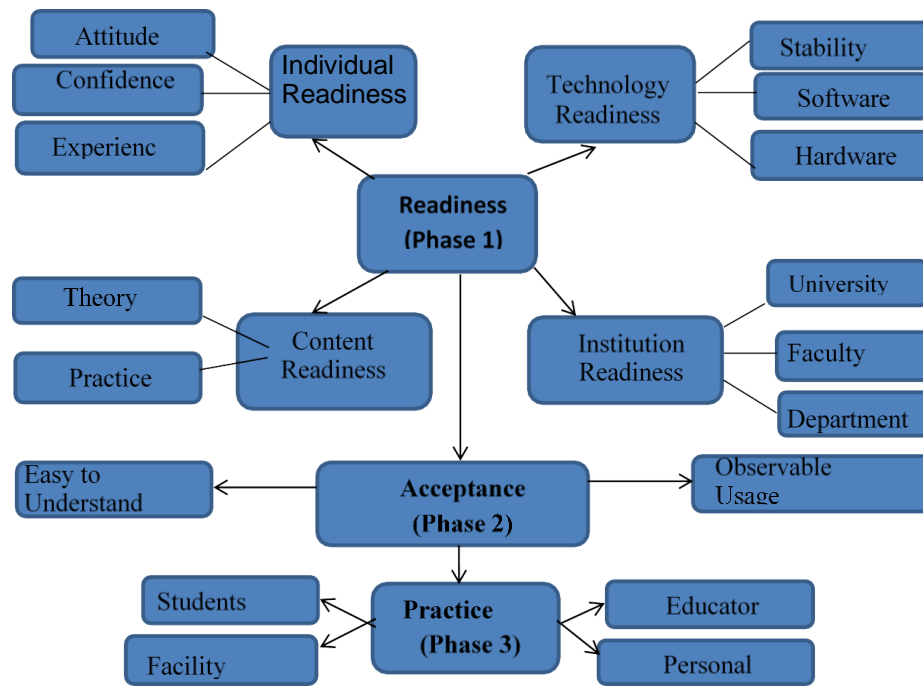 Attitude
Confidence
Experienc
Individual
Readiness
Technology
Readiness
Stability
Software
Hardware
Readiness
(Phase 1)
Theory
Practice
Content
Readiness
Institution
Readiness
University
Faculty
Department
Easy to
Understand
Acceptance
(Phase 2)
Observable
Usage
Students
Facility
Practice
(Phase 3)
Educator
Personal